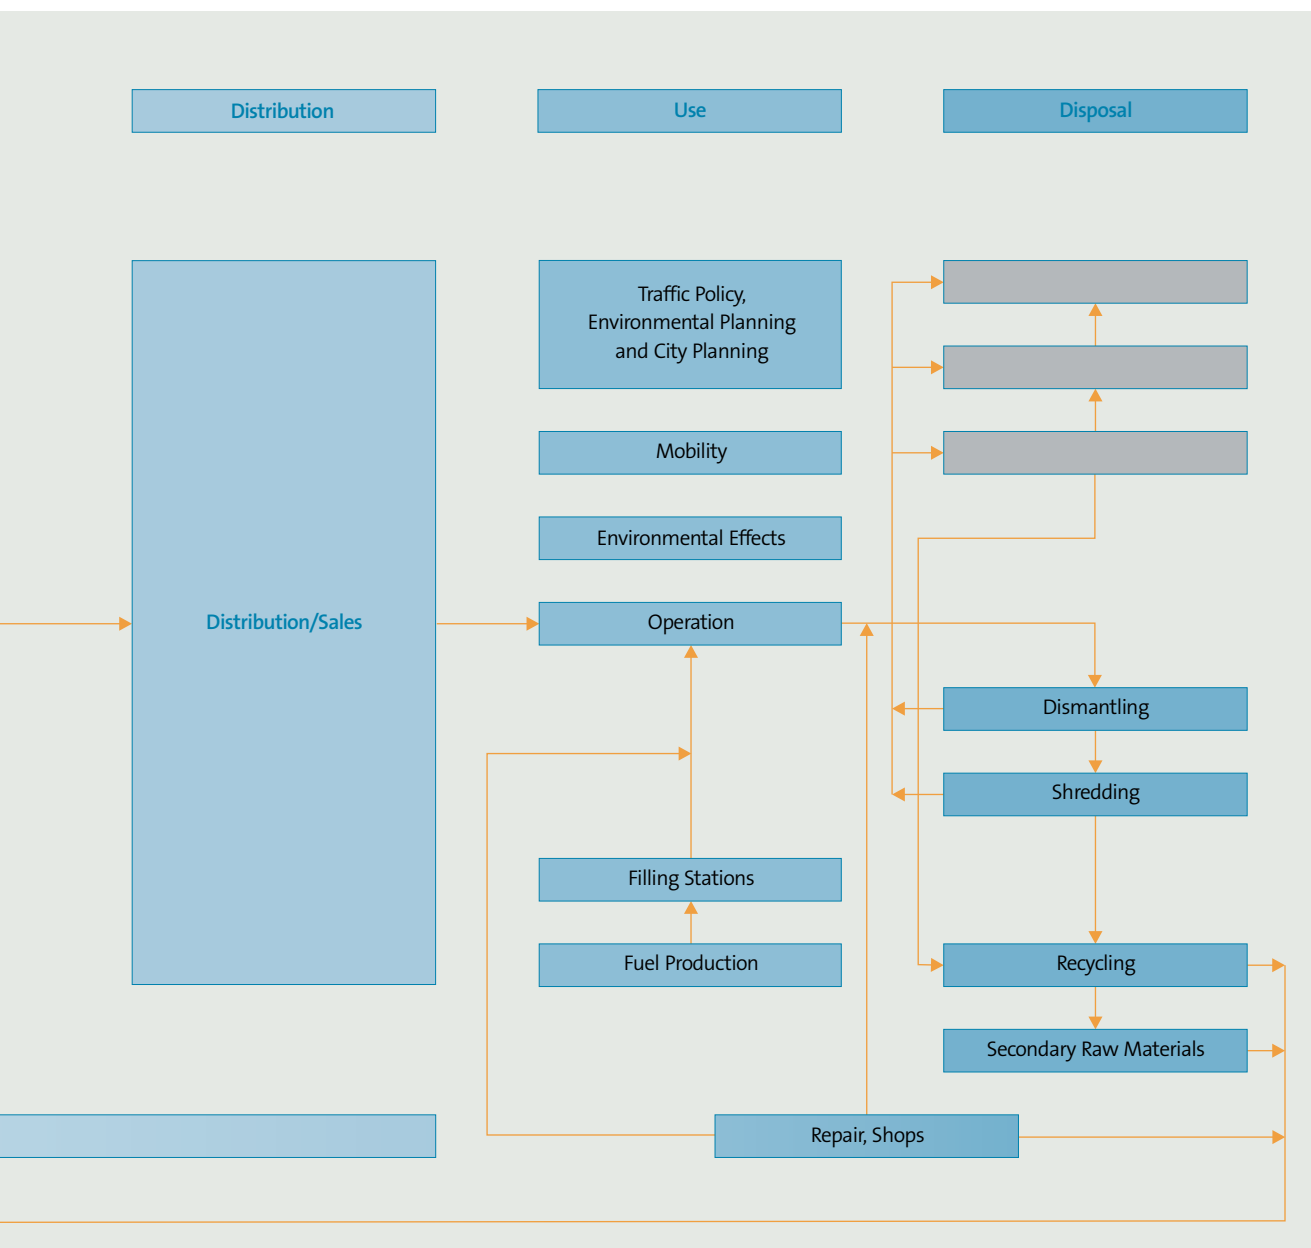 Distribution
Use
Disposal
Traffic Policy,
Environmental Planning
and City Planning
Mobility
Environmental Effects
Distribution/Sales
Operation
Dismantling
Shredding
Filling Stations
Fuel Production
Recycling
Secondary Raw Materials
Repair, Shops